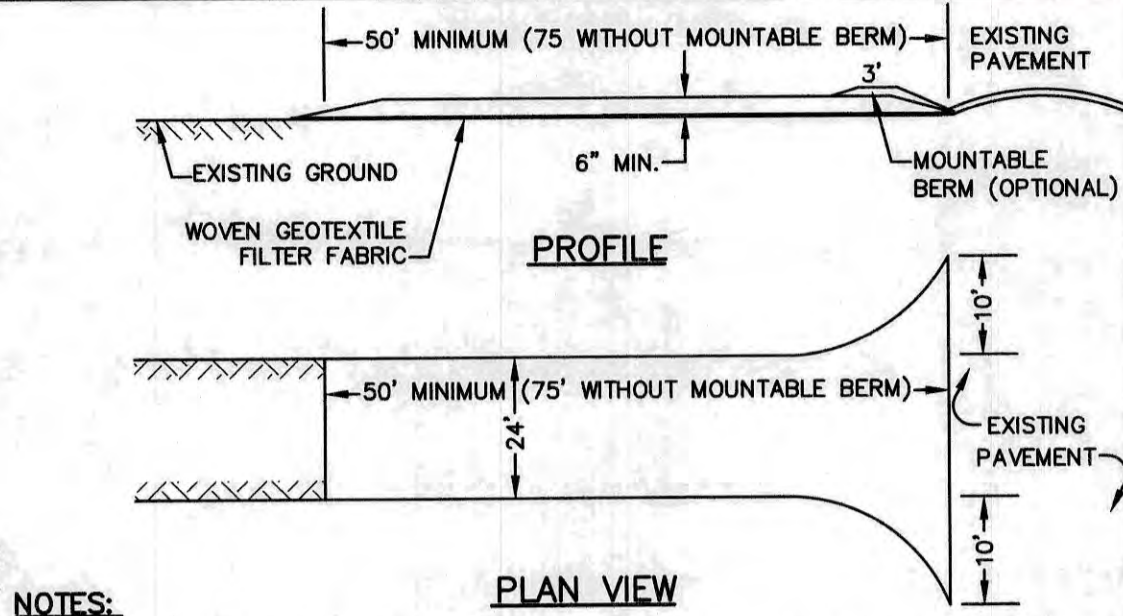 50' MINIMUM (75 WITHOUT MOUNTABLE BERM)
EXISTING
PAVEMENT
3'
6" MIN.
EXISTING GROUND
MOUNTABLE
BERM (OPTIONAL)
WOVEN GEOTEXTILE
FILTER FABRIC
PROFILE
10'
50' MINIMUM (75' WITHOUT MOUNTABLE BERM)
24'
EXISTING
PAVEMENT
10'
PLAN VIEW
NOTES: